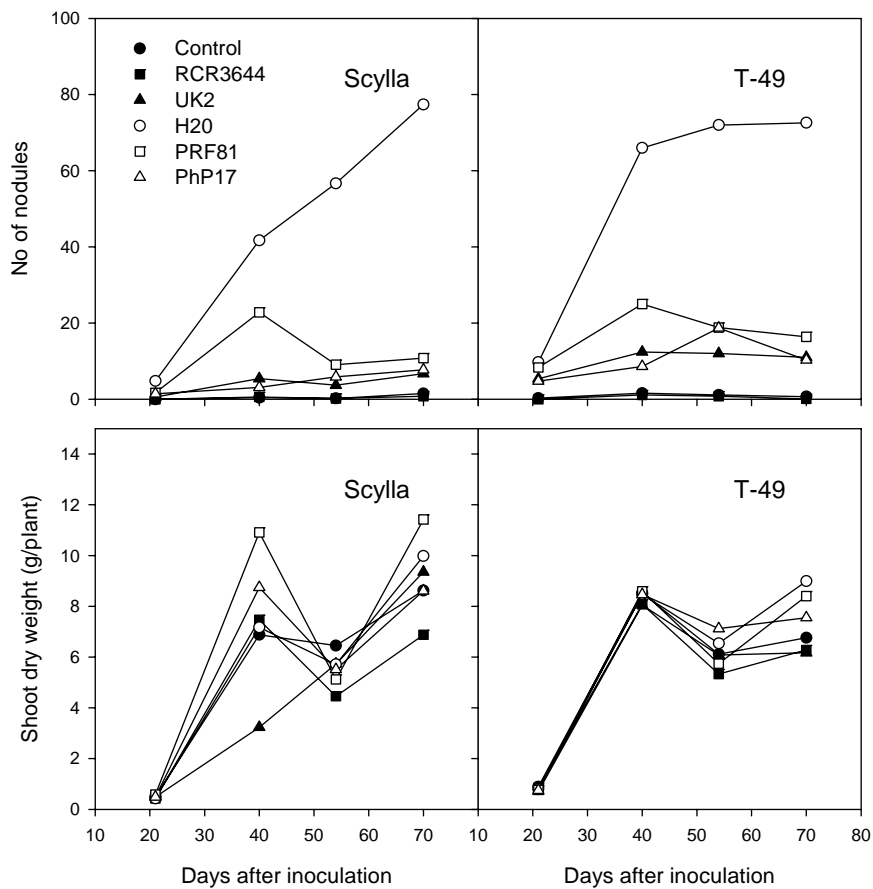 100
80
60
40
20
0
No of nodules
Control
RCR3644
UK2
H20
PRF81
PhP17
Scylla
T-49
14
12
10
8
6
4
2
0
Shoot dry weight (g/plant)
Scylla
T-49
10 20 30 40 50 60 70
10 20 30 40 50 60 70 80
Days after inoculation
Days after inoculation